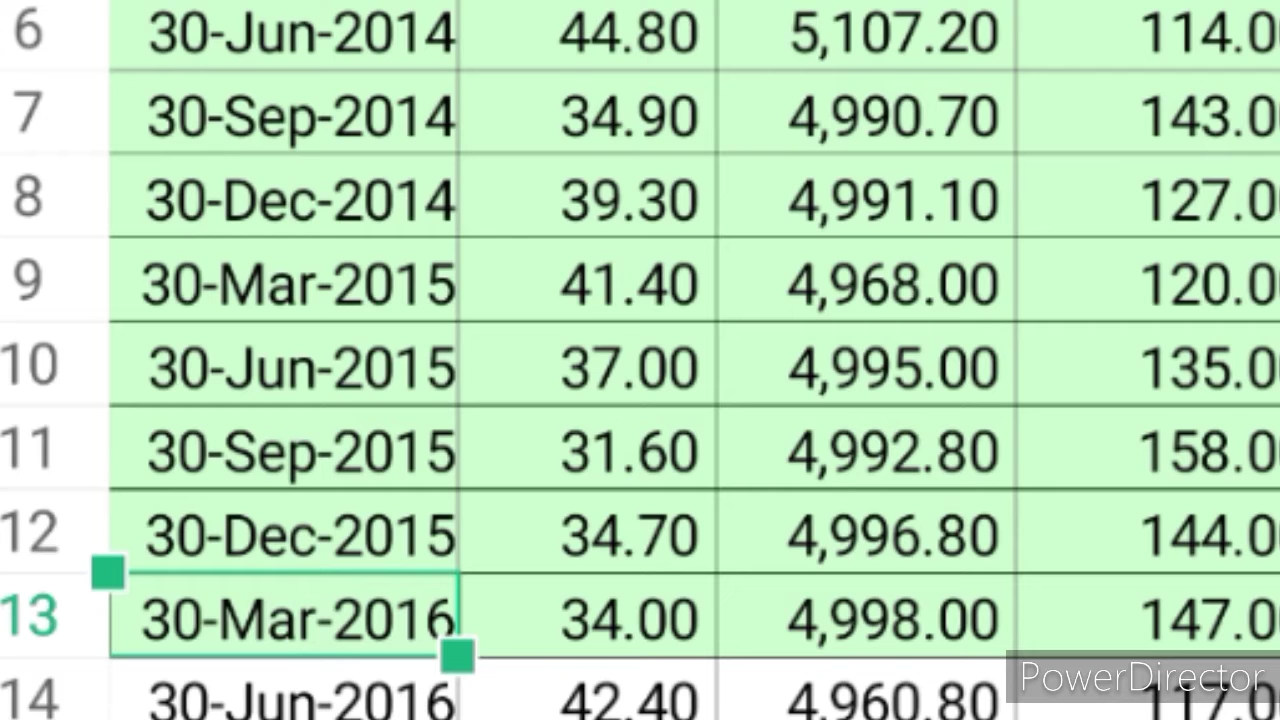 6 30-Jun-2014 44.80 5,107.20 114.0
7 30-Sep-2014 34.90 4,990.70 143.0
8 30-Dec-2014 39.30 4,991.10 127.0
9 30-Mar-2015 41.40 4,968.00 120.0
10 30-Jun-2015 37.00 4,995.00 135.0
11 30-Sep-2015 31.60 4,992.80 158.0
12 30-Dec-2015 34.70 4,996.80 144.0
13 30-Mar-2016 34.00 4,998.00 147.0
PowerDirector
14 30-Jun-2016 42.40 4,960.80 117.0